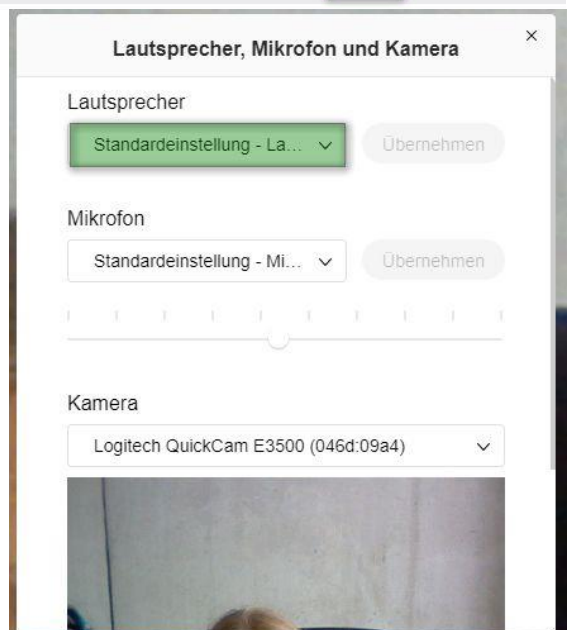 Lautsprecher, Mikrofon und Kamera
Lautsprecher
Standardeinstellung - La...
Übernehmen
Mikrofon
Standardeinstellung - Mi...
Übernehmen
Kamera
Logitech QuickCam E3500 (046d:09a4)